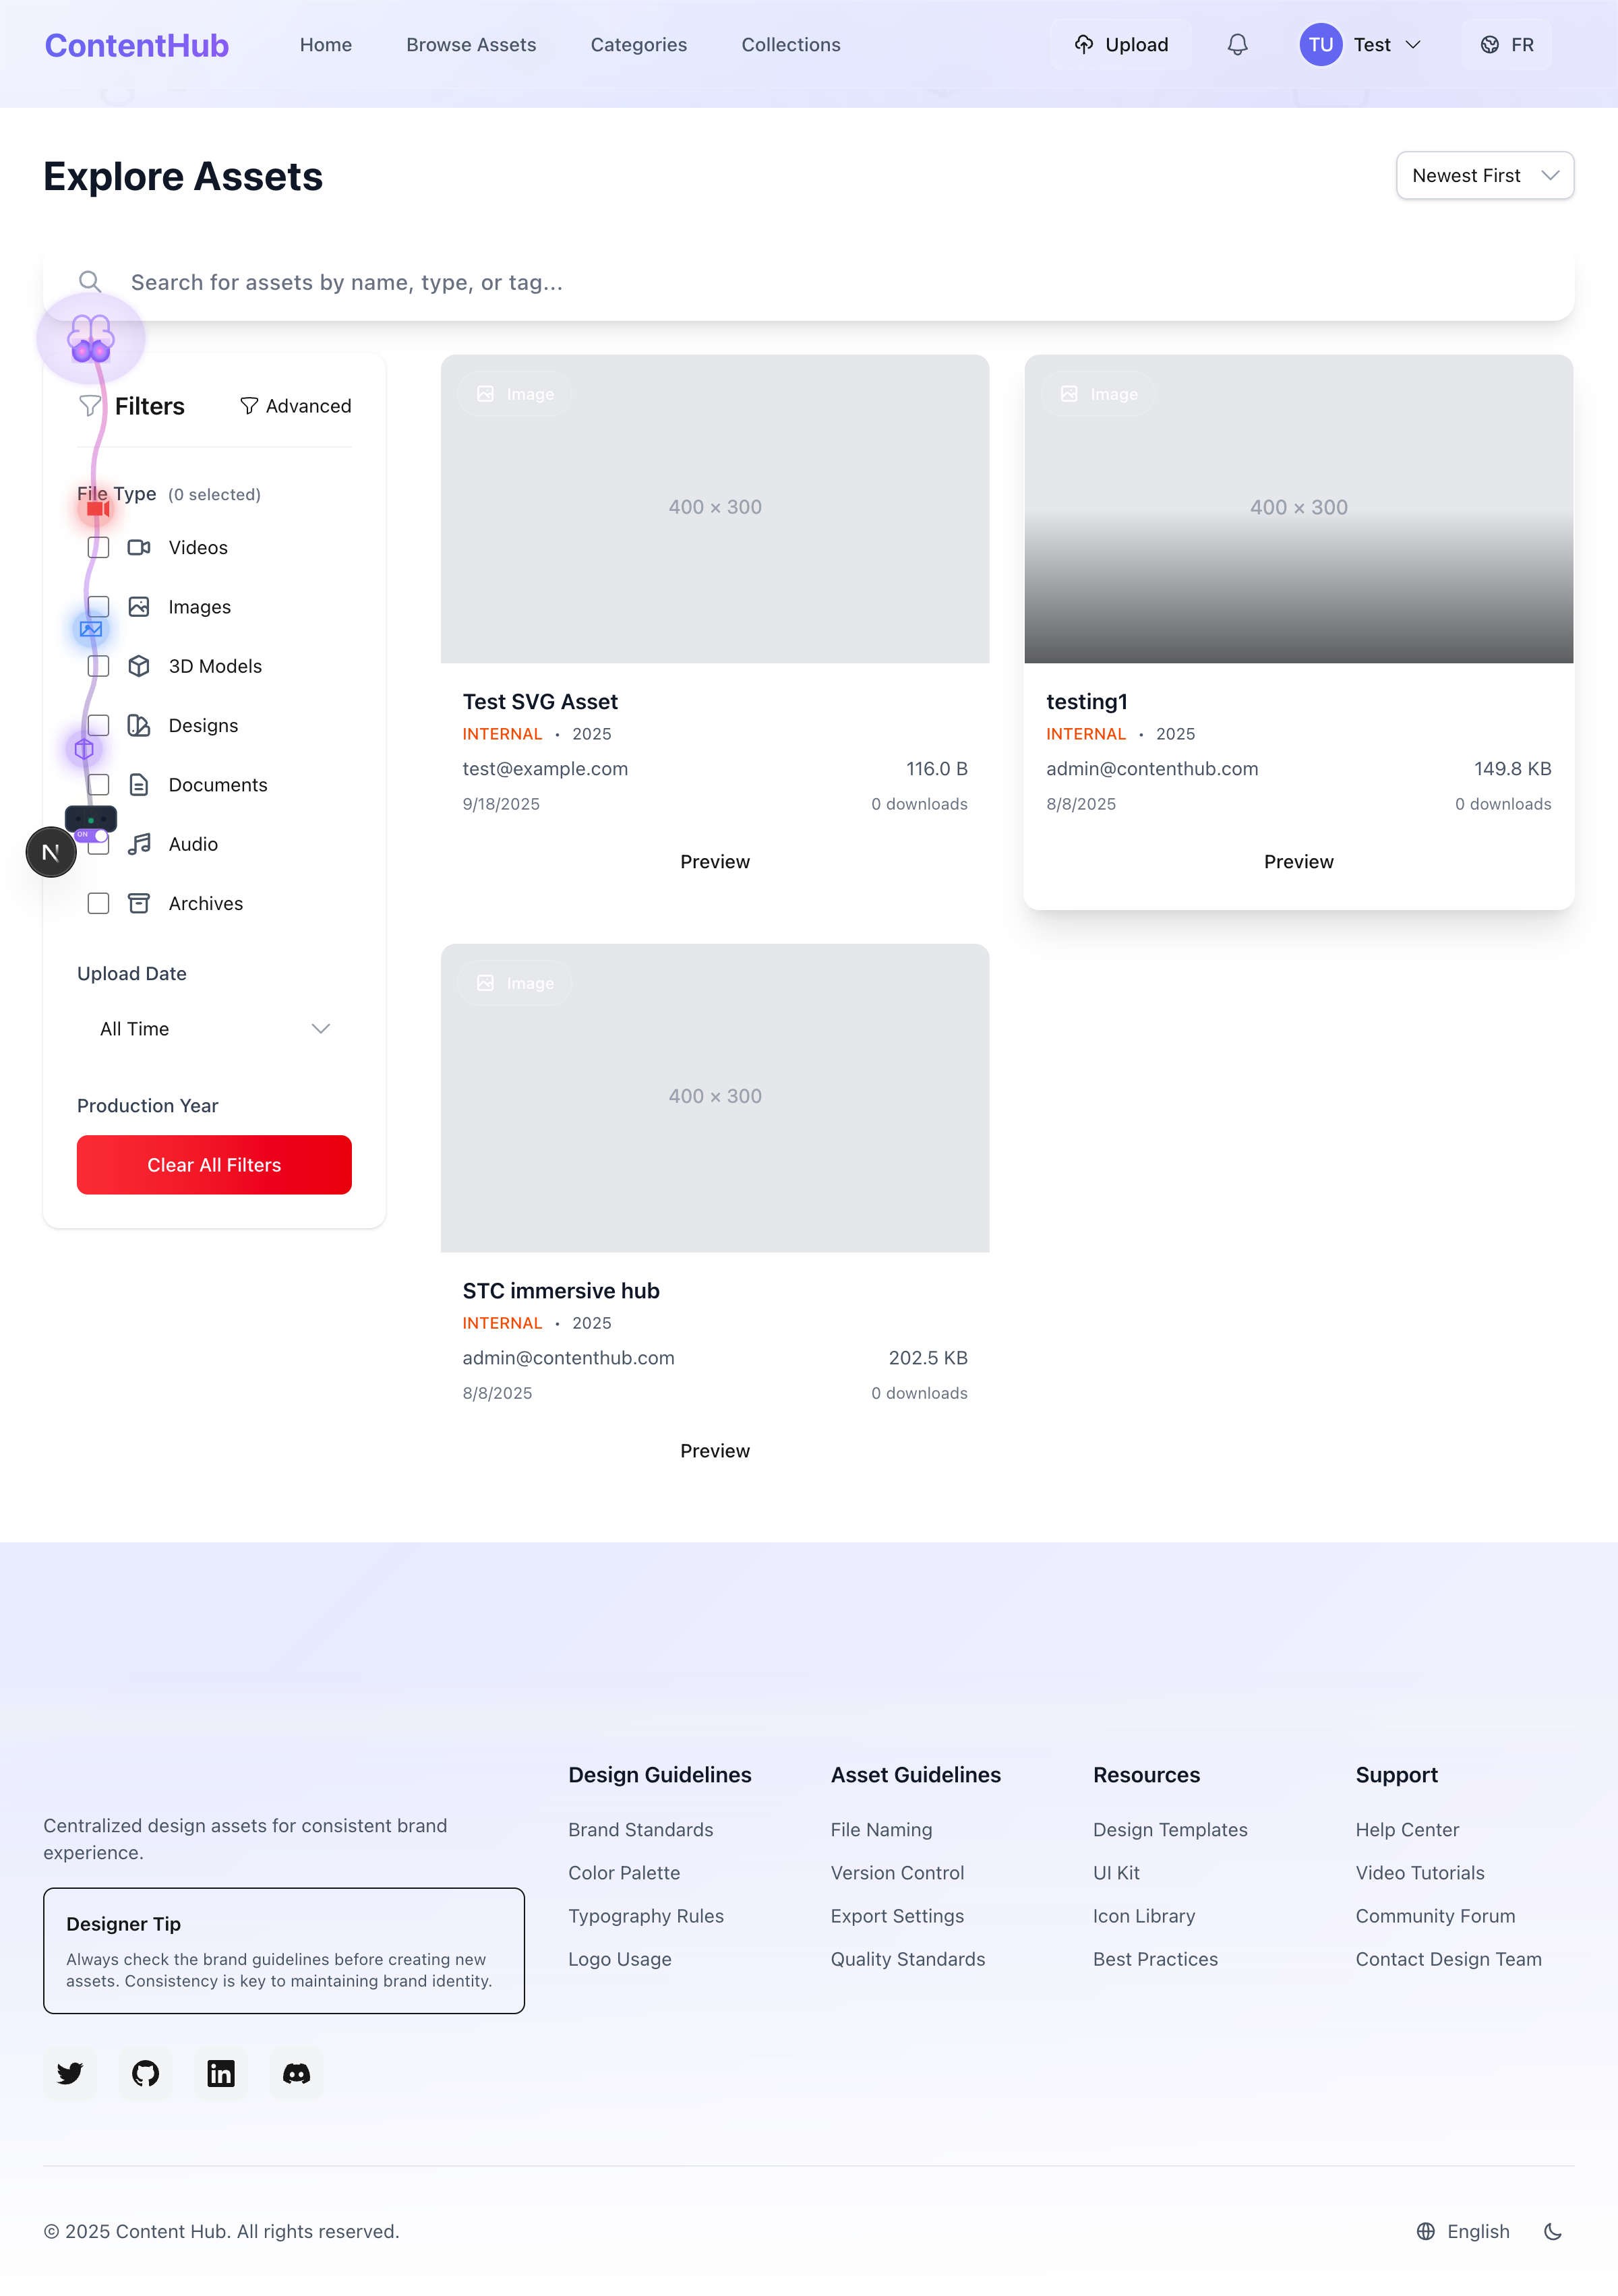 ContentHub
Home
Browse Assets
Categories
Collections
Upload
TU
Test
FR
Explore Assets
Newest First
Search for assets by name, type, or tag...
Filters
Advanced
File Type (0 selected)
Videos
Images
3D Models
Designs
Documents
ON
N
Audio
Archives
Upload Date
All Time
Production Year
Clear All Filters
Image
400 × 300
Test SVG Asset
INTERNAL • 2025
test@example.com 116.0 B
9/18/2025 0 downloads
Preview
Image
400 × 300
testing1
INTERNAL • 2025
admin@contenthub.com 149.8 KB
8/8/2025 0 downloads
Preview
Image
400 × 300
STC immersive hub
INTERNAL • 2025
admin@contenthub.com 202.5 KB
8/8/2025 0 downloads
Preview
Centralized design assets for consistent brand
experience.
Designer Tip
Always check the brand guidelines before creating new
assets. Consistency is key to maintaining brand identity.
Design Guidelines
Brand Standards
Color Palette
Typography Rules
Logo Usage
Asset Guidelines
File Naming
Version Control
Export Settings
Quality Standards
Resources
Design Templates
UI Kit
Icon Library
Best Practices
Support
Help Center
Video Tutorials
Community Forum
Contact Design Team
© 2025 Content Hub. All rights reserved.
English